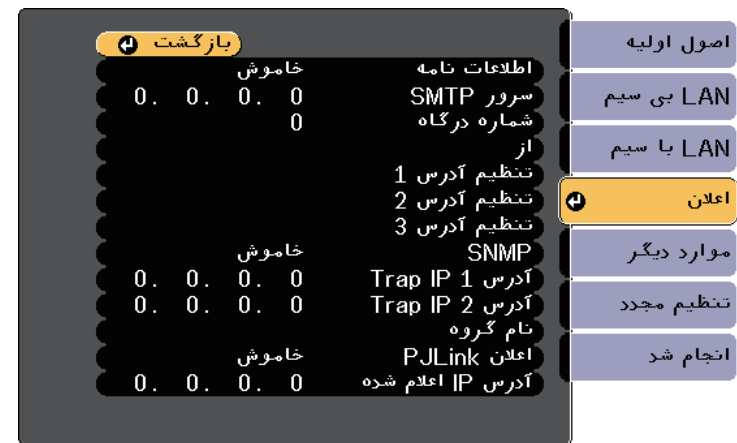 اصول اولیه
LAN بی سیم
LAN با سیم
اعلان
موارد دیگر
تنظیم مجدد
انجام شد
بازگشت
اطلاعات نامه خاموش
سرور SMTP 0. 0. 0. 0
شماره درگاه 0
از
تنظیم آدرس 1
تنظیم آدرس 2
تنظیم آدرس 3
SNMP خاموش
آدرس Trap IP 1 0. 0. 0. 0
آدرس Trap IP 2 0. 0. 0. 0
نام گروه
اعلان PJLink خاموش
آدرس IP اعلام شده 0. 0. 0. 0